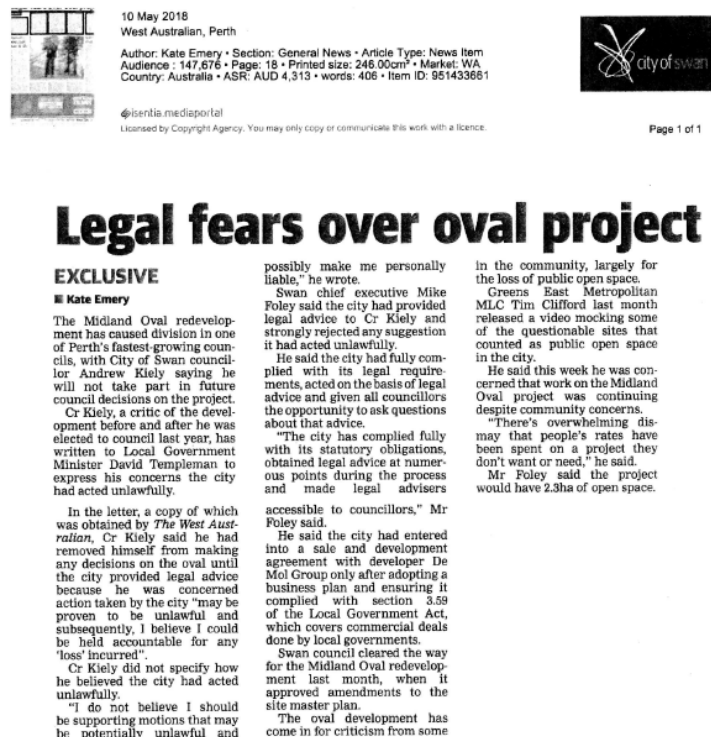 10 May 2018
West Australian, Perth
Author: Kate Emery • Section: General News • Article Type: News Item
Audience : 147,676 • Page: 18 • Printed size: 246.00cm² • Market: WA
Country: Australia • ASR: AUD 4,313 • words: 406 • Item ID: 951433661
isentia.mediaportal
Licensed by Copyright Agency. You may only copy or communicate this work with a licence.
city of swan
Page 1 of 1
Legal fears over oval project
EXCLUSIVE
Kate Emery
The Midland Oval redevelop-
ment has caused division in one
of Perth's fastest-growing coun-
cils, with City of Swan council-
lor Andrew Kiely saying he
will not take part in future
council decisions on the project.
Cr Kiely, a critic of the devel-
opment before and after he was
elected to council last year, has
written to Local Government
Minister David Templeman to
express his concerns the city
had acted unlawfully.
In the letter, a copy of which
was obtained by The West Aust-
ralian, Cr Kiely said he had
removed himself from making
any decisions on the oval until
the city provided legal advice
because he was concerned
action taken by the city "may be
proven to be unlawful and
subsequently, I believe I could
be held accountable for any
'loss' incurred".
Cr Kiely did not specify how
he believed the city had acted
unlawfully.
"I do not believe I should
be supporting motions that may
be potentially unlawful and
possibly make me personally
liable," he wrote.
Swan chief executive Mike
Foley said the city had provided
legal advice to Cr Kiely and
strongly rejected any suggestion
it had acted unlawfully.
He said the city had fully com-
plied with its legal require-
ments, acted on the basis of legal
advice and given all councillors
the opportunity to ask questions
about that advice.
"The city has complied fully
with its statutory obligations,
obtained legal advice at numer-
ous points during the process
and made legal advisers
accessible to councillors," Mr
Foley said.
He said the city had entered
into a sale and development
agreement with developer De
Mol Group only after adopting a
business plan and ensuring it
complied with section 3.59
of the Local Government Act,
which covers commercial deals
done by local governments.
Swan council cleared the way
for the Midland Oval redevelop-
ment last month, when it
approved amendments to the
site master plan.
The oval development has
come in for criticism from some
in the community, largely for
the loss of public open space.
Greens East Metropolitan
MLC Tim Clifford last month
released a video mocking some
of the questionable sites that
counted as public open space
in the city.
He said this week he was con-
cerned that work on the Midland
Oval project was continuing
despite community concerns.
"There's overwhelming dis-
may that people's rates have
been spent on a project they
don't want or need," he said.
Mr Foley said the project
would have 2.3ha of open space.